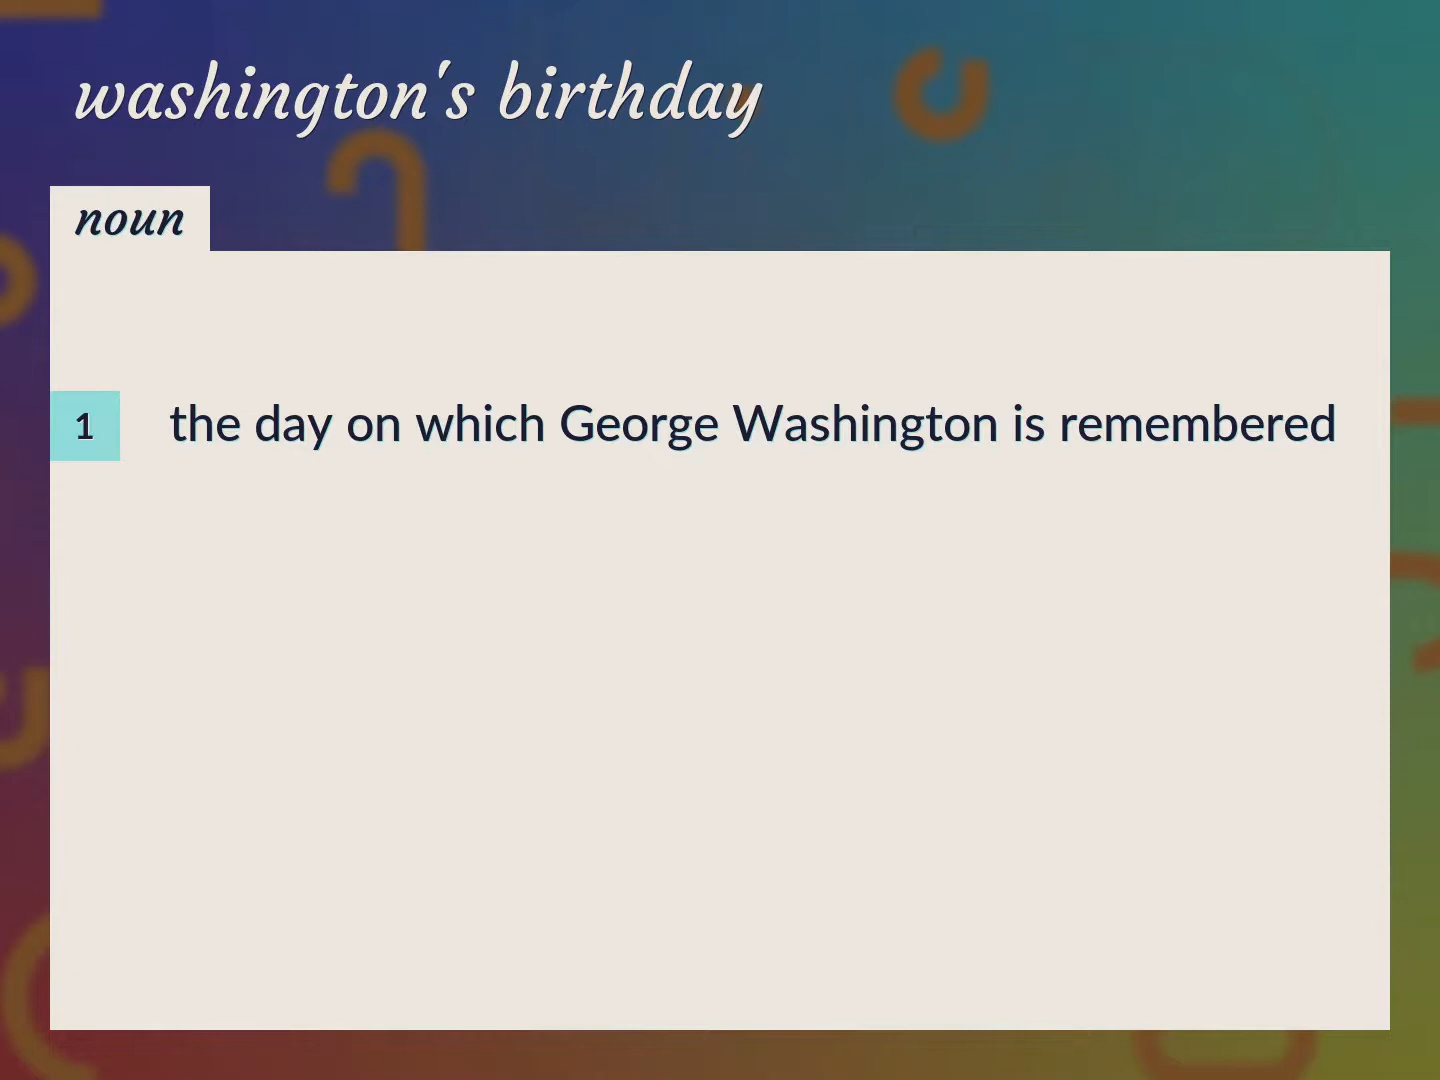 washington's birthday
noun
1 the day on which George Washington is remembered